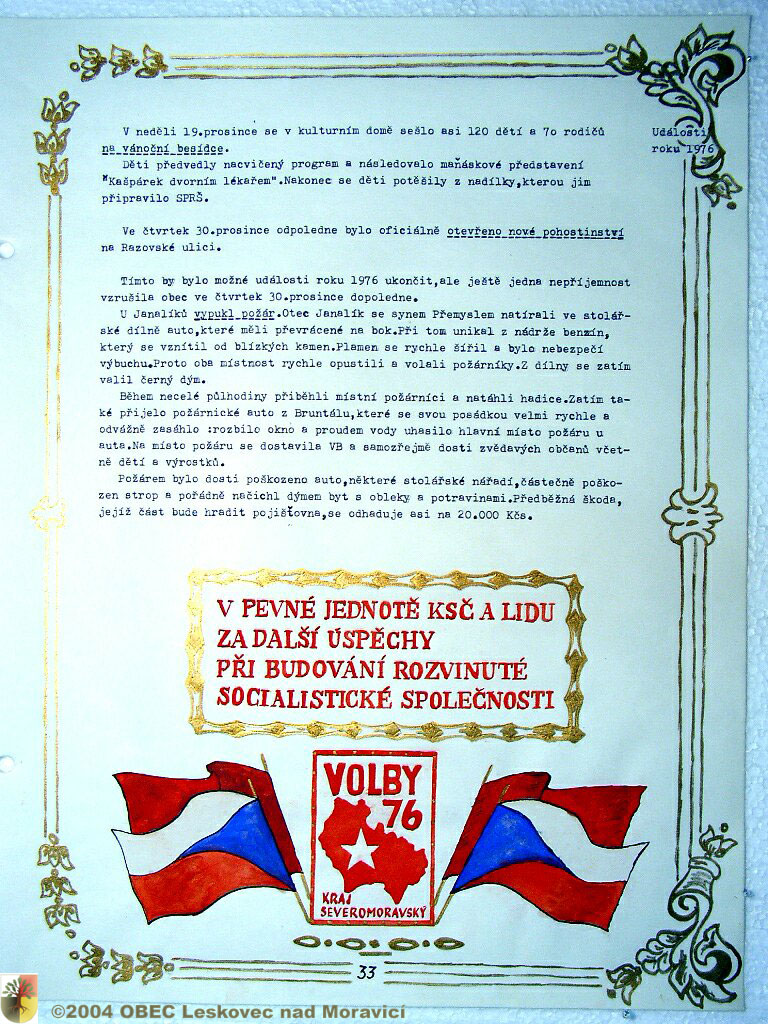 V neděli 19.prosince se v kulturním domě sešlo asi 120 dětí a 7o rodičů
na vánoční besídce.
Události
roku 1976
Děti předvedly nacvičený program a následovalo maňáskové představení
"Kašpárek dvorním lékařem".Nakonec se děti potěšily z nadílky,kterou jim
připravilo SPRŠ.
Ve čtvrtek 30.prosince odpoledne bylo oficiálně otevřeno nové pohostinství
na Razovské ulici.
Tímto by bylo možné události roku 1976 ukončit,ale ještě jedna nepříjemnost
vzrušila obec ve čtvrtek 30.prosince dopoledne.
U Janalíků vypukl požár.Otec Janalík se synem Přemyslem natírali ve stolář-
ské dílně auto,které měli převrácené na bok.Při tom unikal z nádrže benzín,
který se vznítil od blízkých kamen.Plamen se rychle šířil a bylo nebezpečí
výbuchu.Proto oba místnost rychle opustili a volali požárníky.Z dílny se zatím
valil černý dým.
Během necelé půlhodiny přiběhli místní požárníci a natáhli hadice.Zatím ta-
ké přijelo požárnické auto z Bruntálu,které se svou posádkou velmi rychle a
odvážně zasáhlo :rozbilo okno a proudem vody uhasilo hlavní místo požáru u
auta.Na místo požáru se dostavila VB a samozřejmě dosti zvědavých občanů včet-
ně dětí a výrostků.
Požárem bylo dosti poškozeno auto,některé stolářské nářadí,částečně poško-
zen strop a pořádně načichl dýmem byt s obleky a potravinami.Předběžná škoda,
jejíž část bude hradit pojišťovna,se odhaduje asi na 20.000 Kčs.
V PEVNÉ JEDNOTĚ KSČ A LIDU
ZA DALŠÍ ÚSPĚCHY
PŘI BUDOVÁNÍ ROZVINUTÉ
SOCIALISTICKÉ SPOLEČNOSTI
VOLBY
76
KRAJ
SEVEROMORAVSKÝ
33
©2004 OBEC Leskovec nad Moravicí